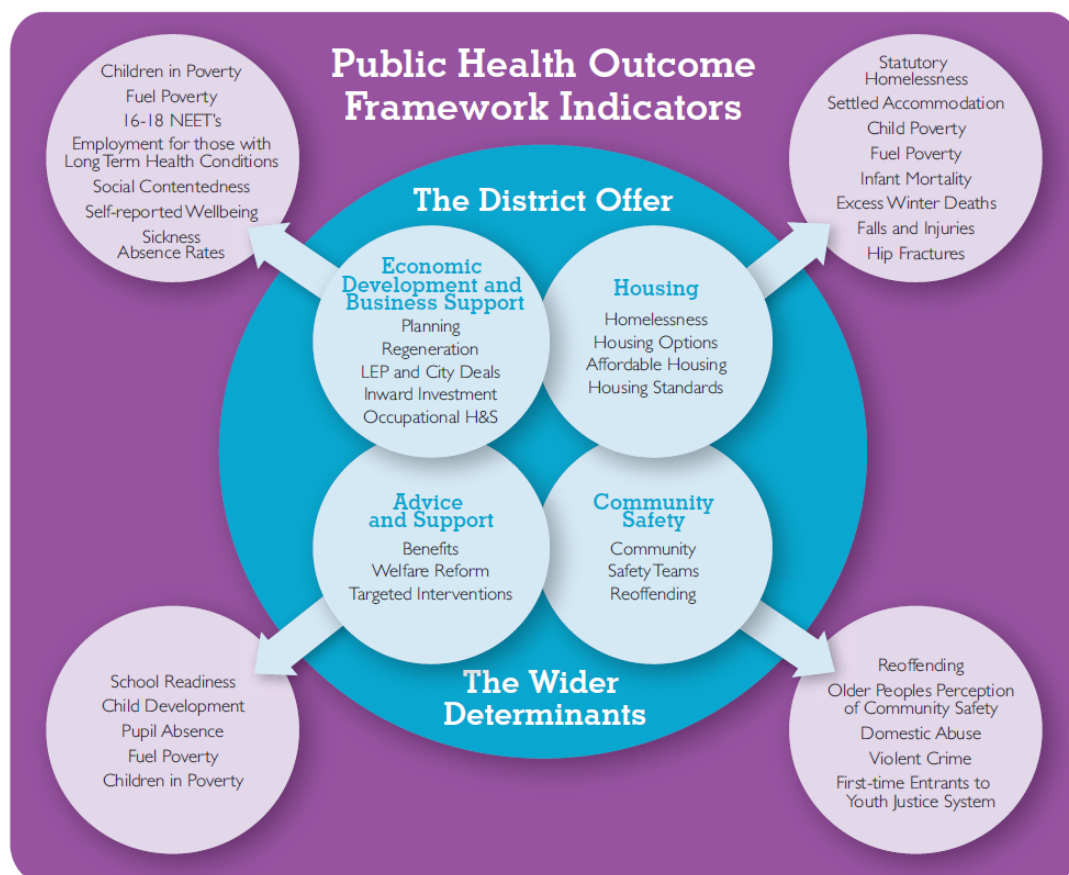 Public Health Outcome
Framework Indicators
Children in Poverty
Fuel Poverty
16-18 NEET's
Employment for those with
Long Term Health Conditions
Social Contentedness
Self-reported Wellbeing
Sickness
Absence Rates
Statutory
Homelessness
Settled Accommodation
Child Poverty
Fuel Poverty
Infant Mortality
Excess Winter Deaths
Falls and Injuries
Hip Fractures
The District Offer
Economic
Development and
Business Support
Planning
Regeneration
LEP and City Deals
Inward Investment
Occupational H&S
Housing
Homelessness
Housing Options
Affordable Housing
Housing Standards
Advice
and Support
Benefits
Welfare Reform
Targeted Interventions
Community
Safety
Community
Safety Teams
Reoffending
The Wider
Determinants
School Readiness
Child Development
Pupil Absence
Fuel Poverty
Children in Poverty
Reoffending
Older Peoples Perception
of Community Safety
Domestic Abuse
Violent Crime
First-time Entrants to
Youth Justice System